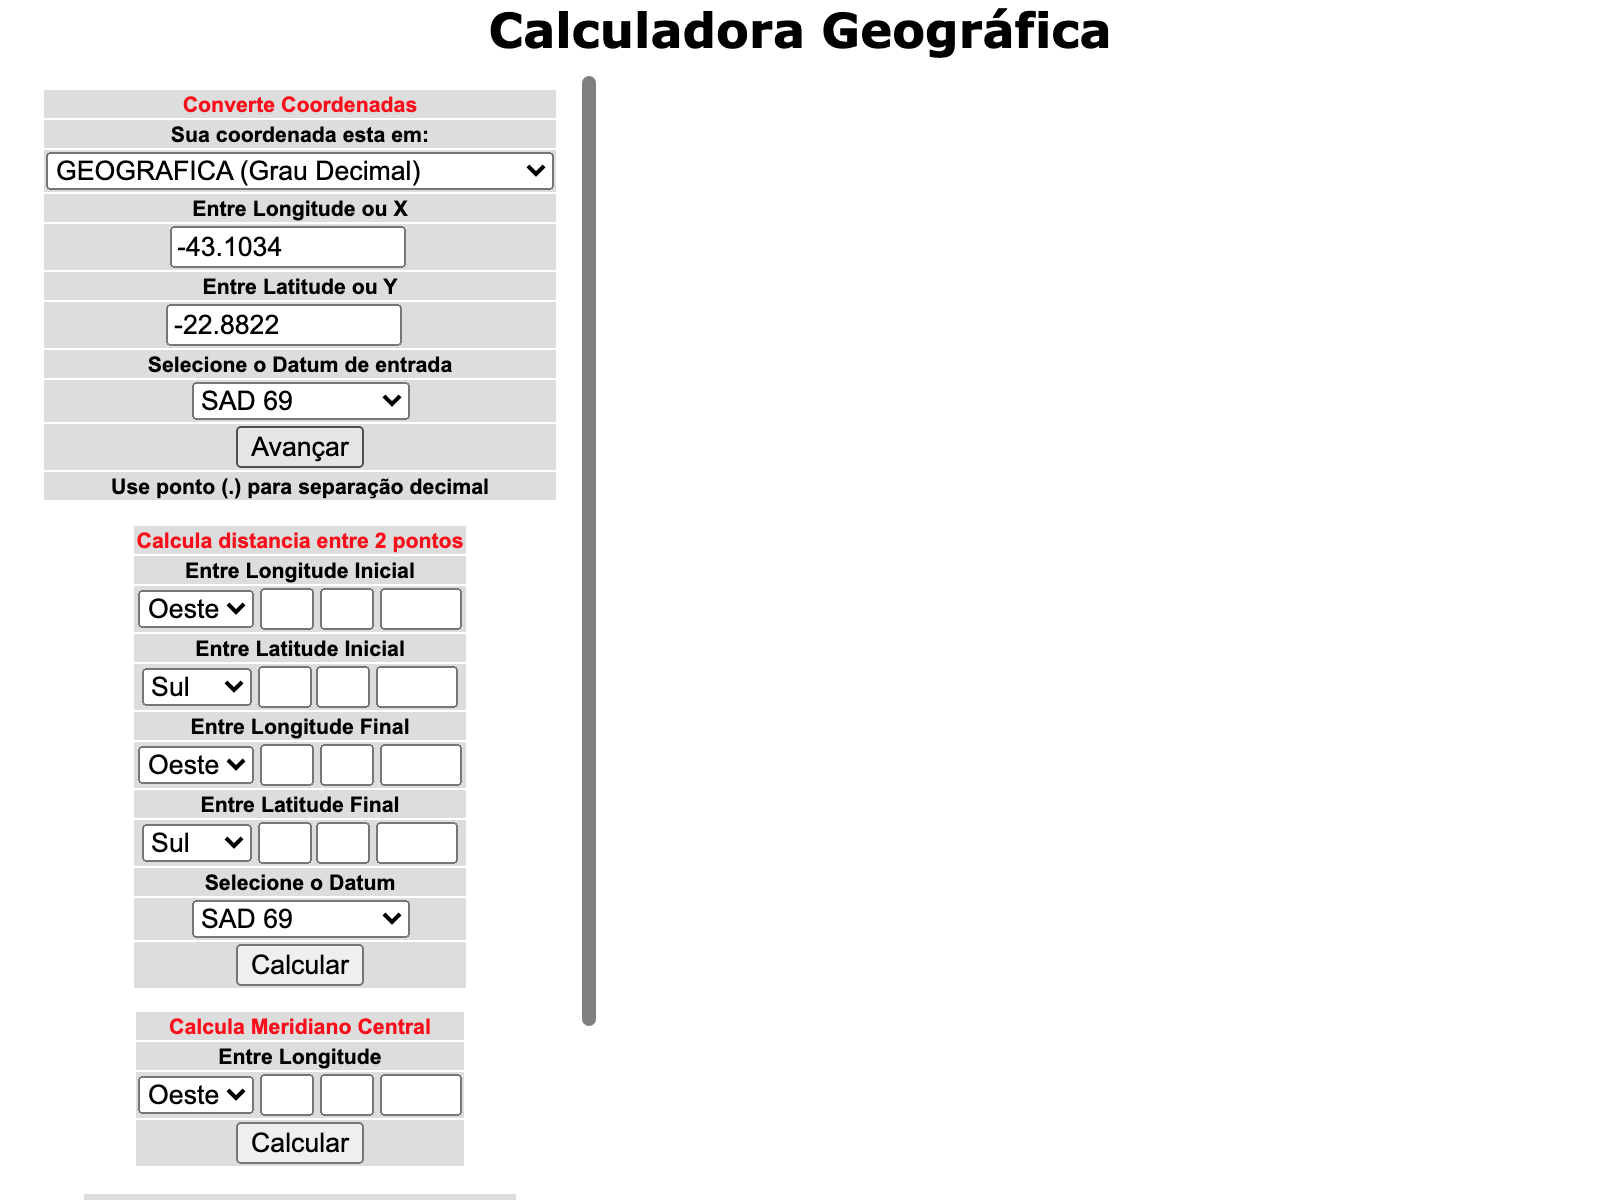 Calculadora Geográfica
Converte Coordenadas
Sua coordenada esta em:
GEOGRAFICA (Grau Decimal)
Entre Longitude ou X
-43.1034
Entre Latitude ou Y
-22.8822
Selecione o Datum de entrada
SAD 69
Avançar
Use ponto (.) para separação decimal
Calcula distancia entre 2 pontos
Entre Longitude Inicial
Oeste
Entre Latitude Inicial
Sul
Entre Longitude Final
Oeste
Entre Latitude Final
Sul
Selecione o Datum
SAD 69
Calcular
Calcula Meridiano Central
Entre Longitude
Oeste
Calcular